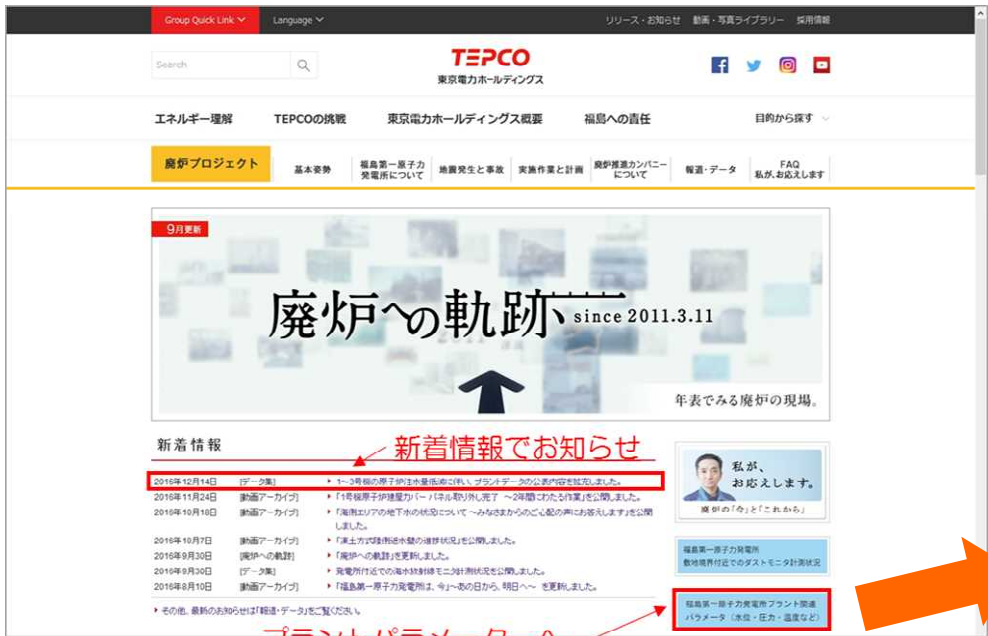 Group Quick Link Language リリース・お知らせ 動画・写真ライブラリー 採用情報
Search
TEPCO
東京電力ホールディングス
エネルギー理解 TEPCOの挑戦 東京電力ホールディングス概要 福島への責任 目的から探す
廃炉プロジェクト 基本姿勢 福島第一原子力発電所について 地震発生と事故 実施作業と計画 廃炉推進カンパニーについて 報道・データ FAQ 私が、お応えします
9月更新
廃炉への軌跡 since 2011.3.11
年表でみる廃炉の現場。
新着情報
新着情報でお知らせ
2016年12月14日 [データ集] 1～3号機の原子炉注水量低減に伴い、プラントデータの公表内容を拡充しました。
2016年11月24日 [動画アーカイブ] 「1号機原子炉建屋カバー パネル取り外し完了 ～2年間にわたる作業」を公開しました。
2016年10月18日 [動画アーカイブ] 「海側エリアの地下水の状況について ～みなさまからのご心配の声にお答えします」を公開
しました。
2016年10月7日 [動画アーカイブ] 「凍土方式陸側遮水壁の進捗状況」を公開しました。
2016年9月30日 [廃炉への軌跡] 「廃炉への軌跡」を更新しました。
2016年9月30日 [データ集] 発電所付近での海水放射線モニタ計測状況を公開しました。
2016年8月10日 [動画アーカイブ] 「福島第一原子力発電所は、今」～あの日から、明日へ～ を更新しました。
その他、最新のお知らせは「報道・データ」をご覧ください。
私が、
お応えします。
廃炉の「今」と「これから」
福島第一原子力発電所
敷地境界付近でのダストモニタ計測状況
福島第一原子力発電所プラント関連
パラメータ（水位・圧力・温度など）
プラントパラメータへ